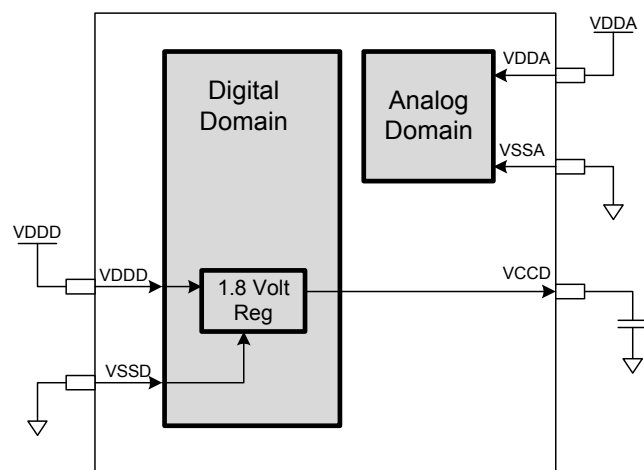 VDDA
VDDA
Digital
Domain
Analog
Domain
VSSA
VDDD
VDDD
1.8 Volt
Reg
VCCD
VSSD